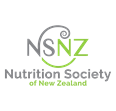 NSNZ
Nutrition Society
of New Zealand